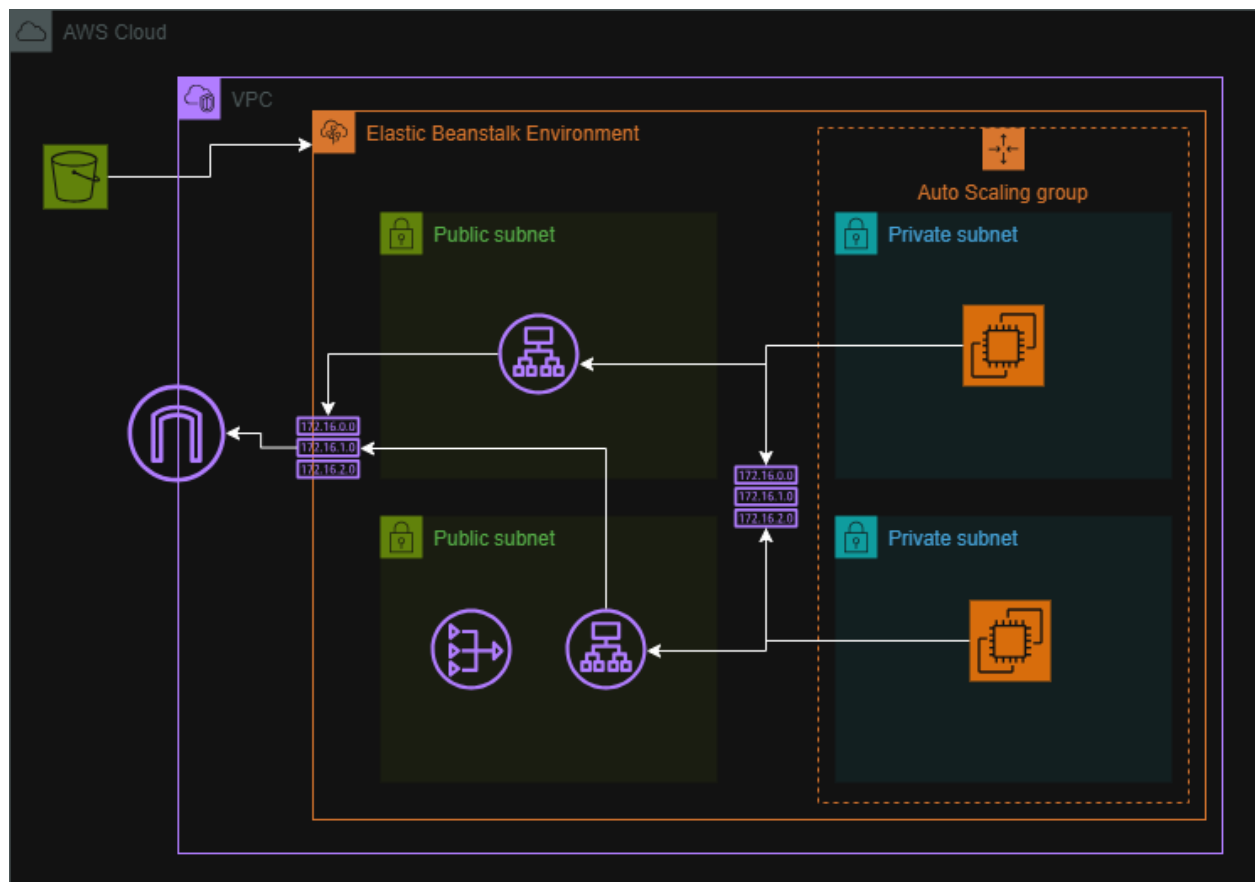 AWS Cloud
VPC
Elastic Beanstalk Environment
Auto Scaling group
Public subnet
Private subnet
172.16.0.0
172.16.1.0
172.16.2.0
172.16.0.0
172.16.1.0
172.16.2.0
Public subnet
Private subnet